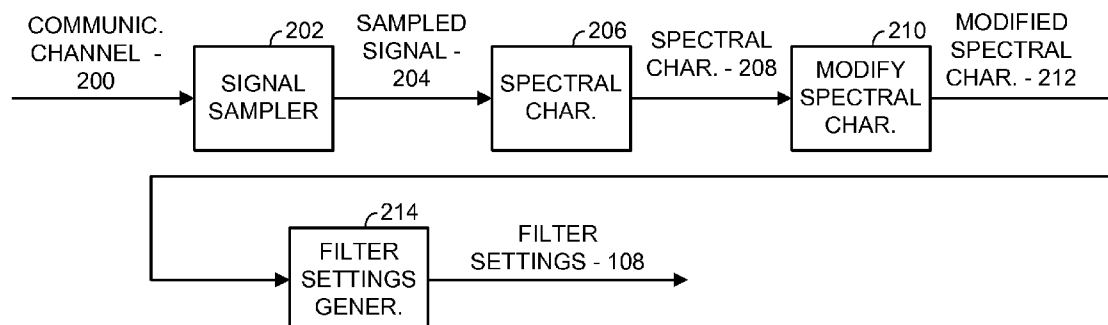 COMMUNIC.
CHANNEL -
200
202
SIGNAL
SAMPLER
SAMPLED
SIGNAL -
204
206
SPECTRAL
CHAR.
SPECTRAL
CHAR. - 208
210
MODIFY
SPECTRAL
CHAR.
MODIFIED
SPECTRAL
CHAR. - 212
214
FILTER
SETTINGS
GENER.
FILTER
SETTINGS - 108